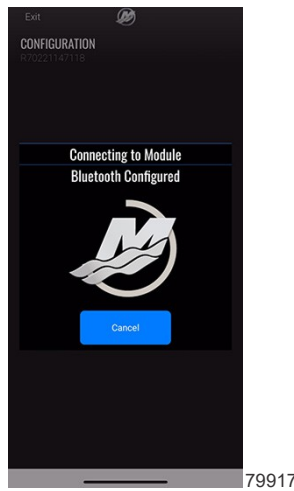 Exit
CONFIGURATION
R70221147118
Connecting to Module
Bluetooth Configured
Cancel
79917